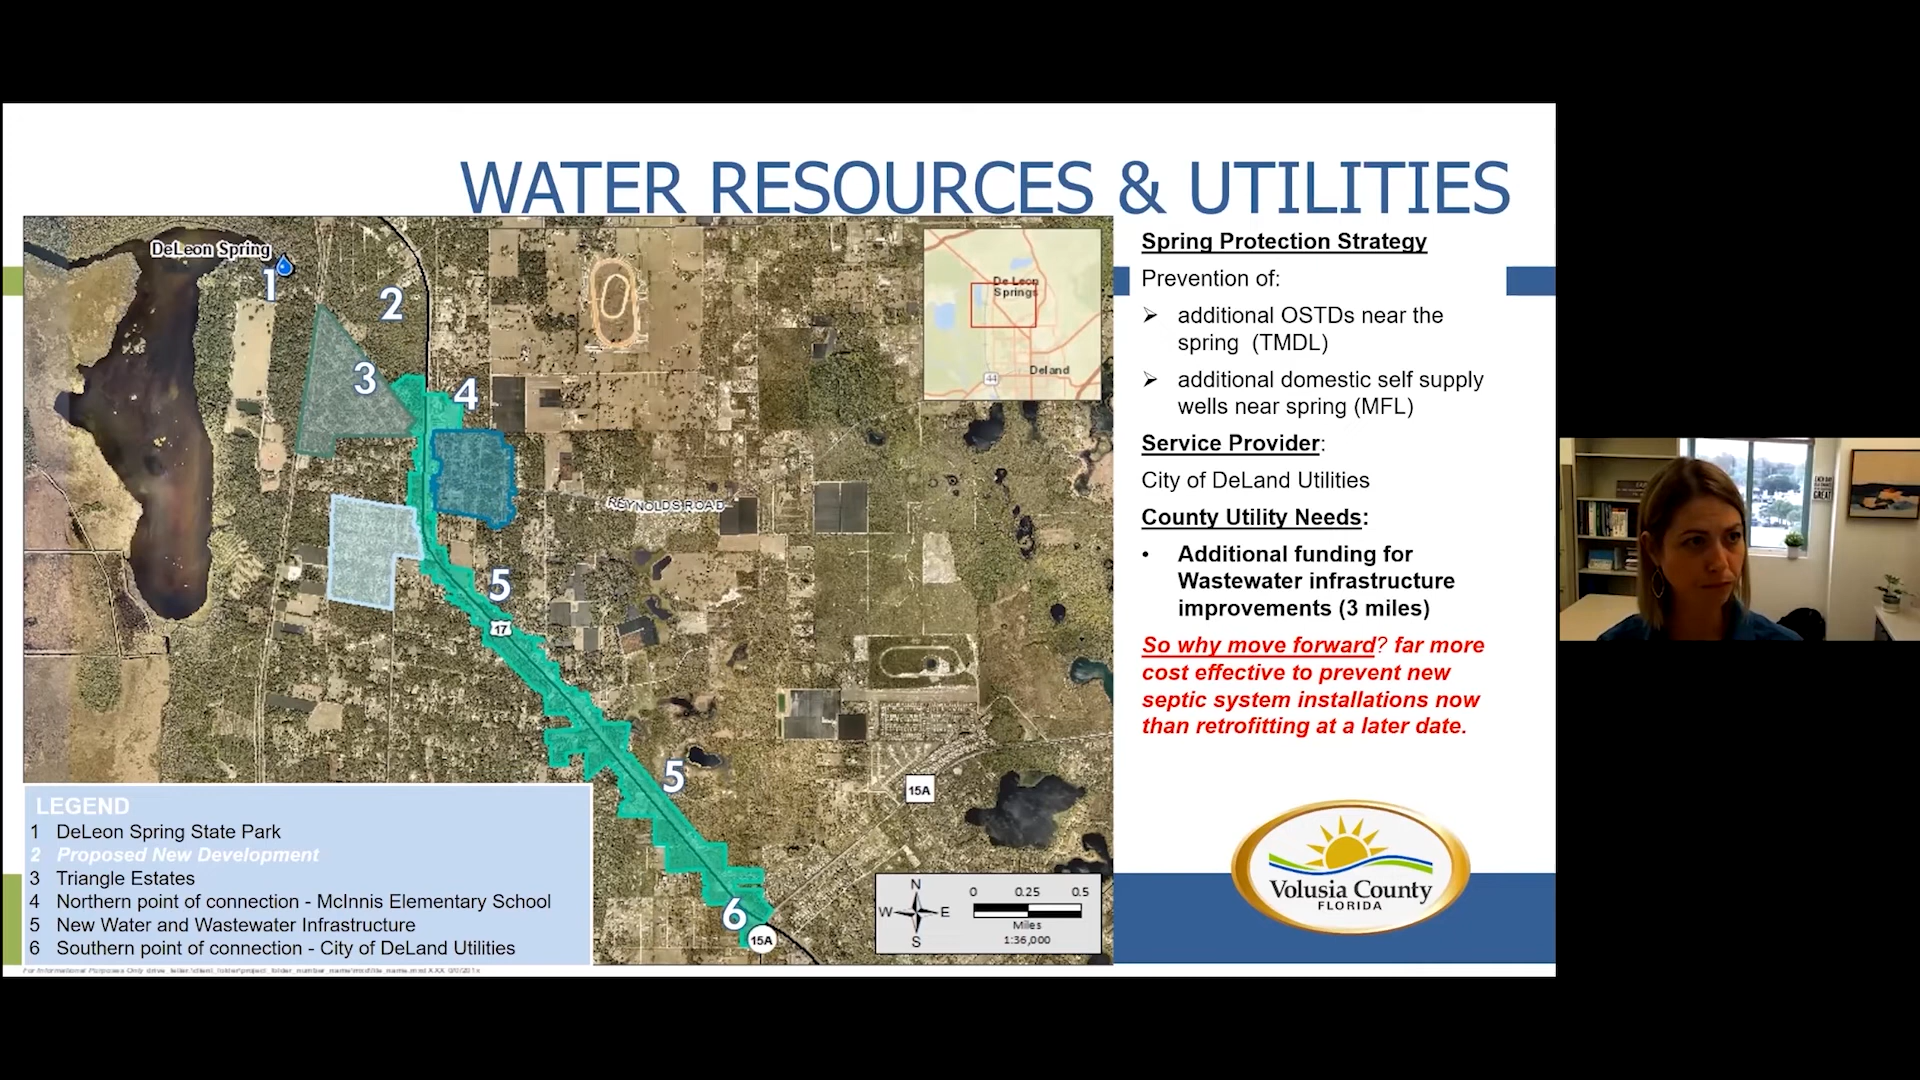 WATER RESOURCES & UTILITIES
DeLeon Spring
1
2
3
4
5
17
5
6
15A
15A
REYNOLDS ROAD
De Leon
Springs
44
Deland
N
W E
S
0 0.25 0.5
Miles
1:36,000
LEGEND
1 DeLeon Spring State Park
2 Proposed New Development
3 Triangle Estates
4 Northern point of connection - McInnis Elementary School
5 New Water and Wastewater Infrastructure
6 Southern point of connection - City of DeLand Utilities
For Informational Purposes Only
Spring Protection Strategy
Prevention of:
➢ additional OSTDs near the
spring (TMDL)
➢ additional domestic self supply
wells near spring (MFL)
Service Provider:
City of DeLand Utilities
County Utility Needs:
• Additional funding for
Wastewater infrastructure
improvements (3 miles)
So why move forward? far more
cost effective to prevent new
septic system installations now
than retrofitting at a later date.
Volusia County
FLORIDA
GREAT